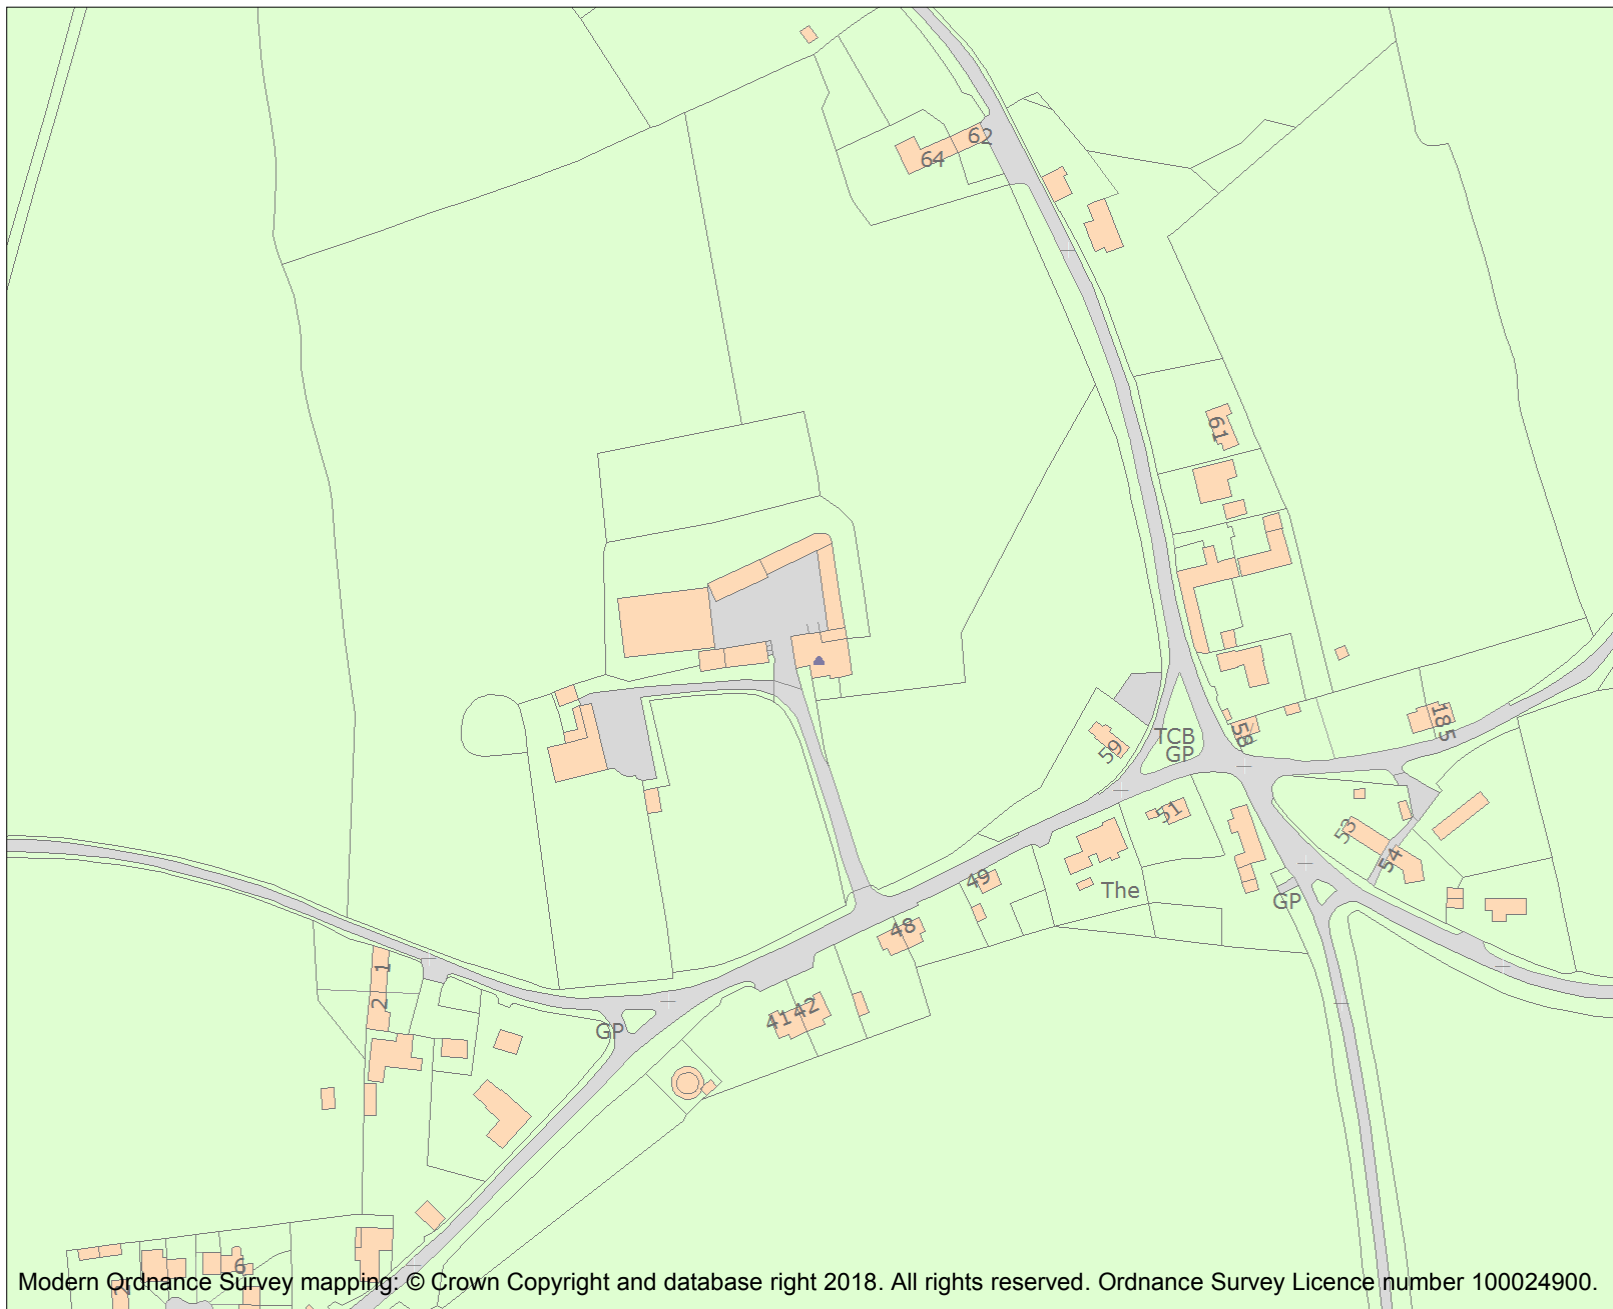 62
64
61
TCB
GP
58
185
59
51
53
54
49
The
GP
48
1
2
41
42
GP
6
2
Modern Ordnance Survey mapping: © Crown Copyright and database right 2018. All rights reserved. Ordnance Survey Licence number 100024900.